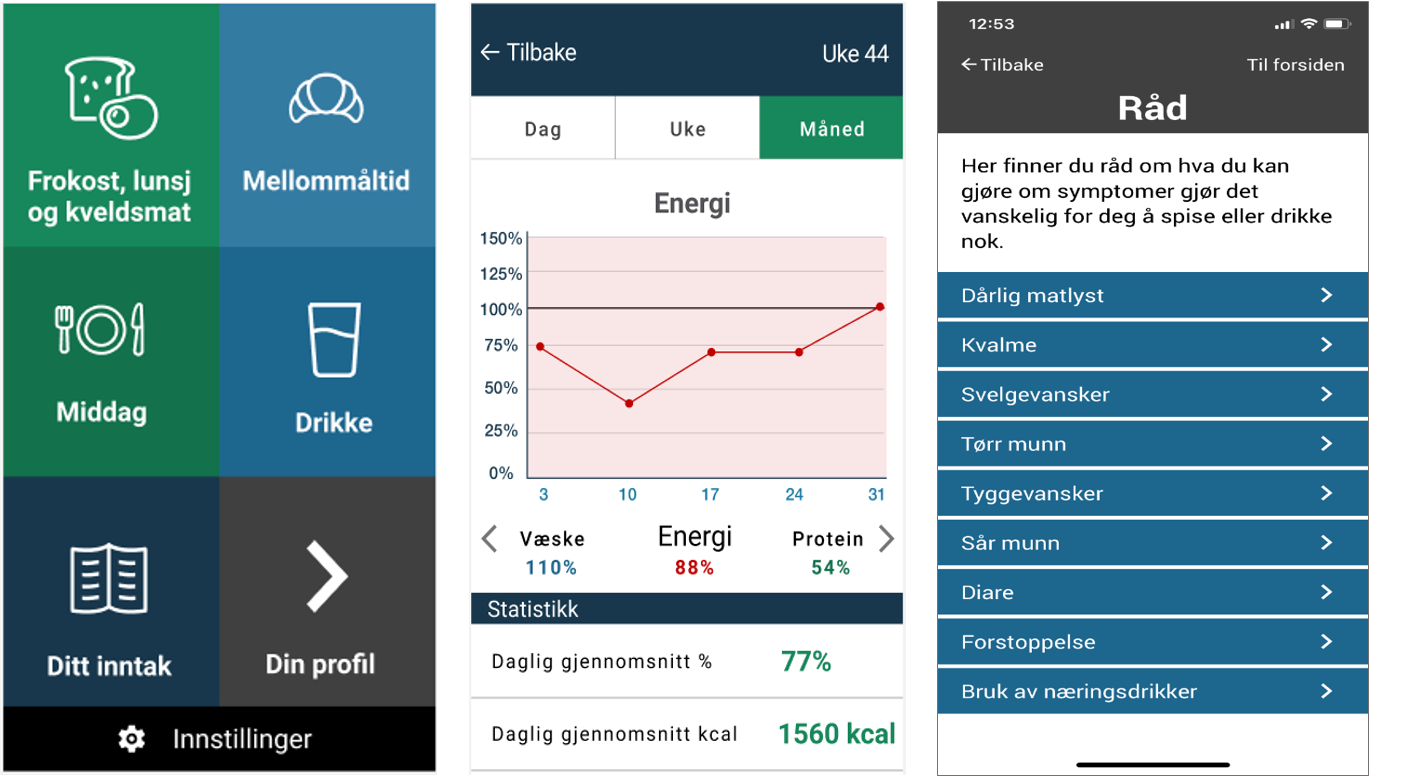 Frokost, lunsj
og kveldsmat
Mellommåltid
Middag
Drikke
Ditt inntak
Din profil
Innstillinger
← Tilbake
Uke 44
Dag
Uke
Måned
Energi
150%
125%
100%
75%
50%
25%
0%
3
10
17
24
31
Væske
Energi
Protein
110%
88%
54%
Statistikk
Daglig gjennomsnitt %
77%
Daglig gjennomsnitt kcal
1560 kcal
12:53
← Tilbake
Til forsiden
Råd
Her finner du råd om hva du kan
gjøre om symptomer gjør det
vanskelig for deg å spise eller drikke
nok.
Dårlig matlyst
Kvalme
Svelgevansker
Tørr munn
Tyggevansker
Sår munn
Diare
Forstoppelse
Bruk av næringsdrikker